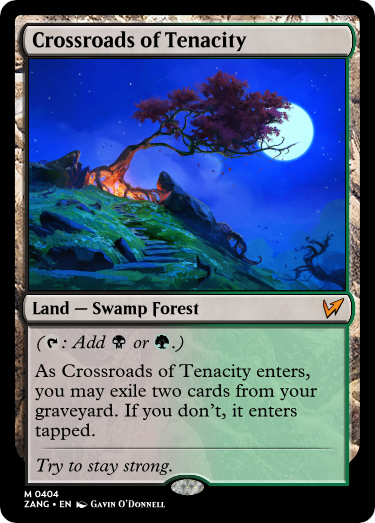 Crossroads of Tenacity
Land — Swamp Forest
(: Add or .)
As Crossroads of Tenacity enters,
you may exile two cards from your
graveyard. If you don't, it enters
tapped.
Try to stay strong.
M 0404
ZANG • EN Gavin O'Donnell